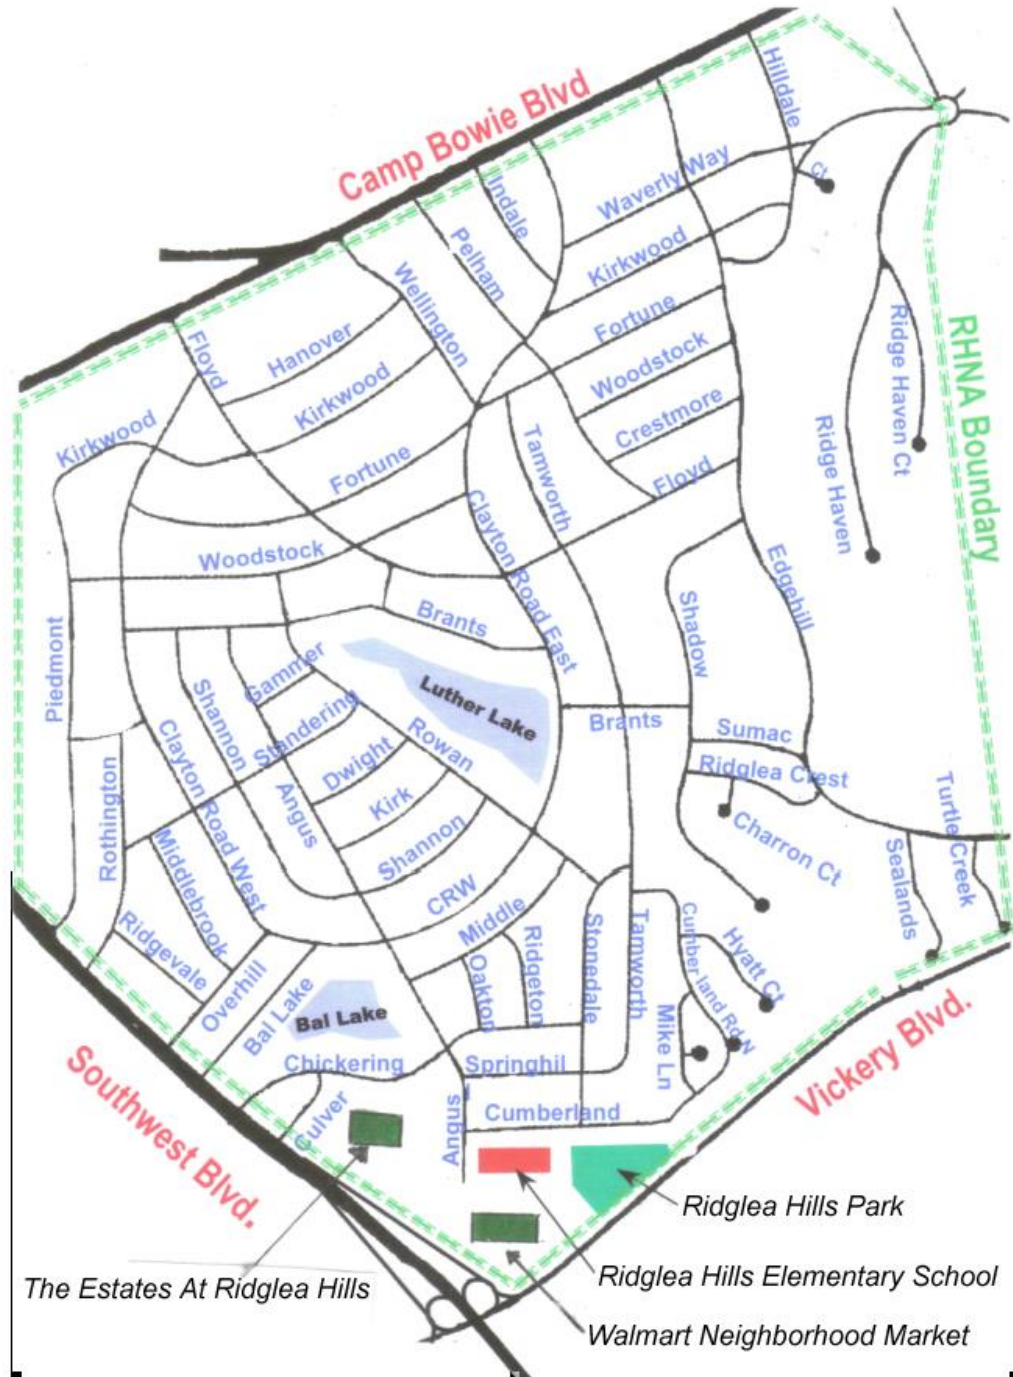 Camp Bowie Blvd
Hilldale
ct
Waverly Way
Indale
Pelham
Kirkwood
Wellington
Fortune
Floyd
Hanover
Woodstock
Ridge Haven Ct
RHNA Boundary
Kirkwood
Crestmore
Kirkwood
Ridge Haven
Tamworth
Fortune
Floyd
Clayton Road East
Woodstock
Edgehill
Brants
Shadow
Piedmont
Gammer
Luther Lake
Shannon
Standering
Rowan
Brants
Sumac
Clayton Road West
Dwight
Ridglea Crest
Rothington
Angus
Kirk
Turtle Creek
Charron Ct
Middlebrook
Shannon
Sealands
CRW
Middle
Ridgevale
Oakton
Ridgeton
Stonedale
Tamworth
Cumber land Rd N
Hyatt Ct
Overhill
Bal Lake
Bal Lake
Mike Ln
Chickering
Springhil
Vickery Blvd.
Southwest Blvd.
Culver
Angus
Cumberland
Ridglea Hills Park
The Estates At Ridglea Hills
Ridglea Hills Elementary School
Walmart Neighborhood Market